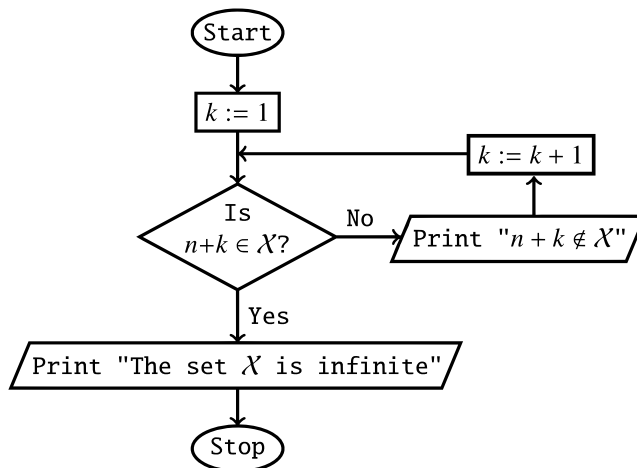 Start
k := 1
k := k + 1
Is
n+k ∈ 𝒳?
No
Print "n + k ∉ 𝒳"
Yes
Print "The set 𝒳 is infinite"
Stop